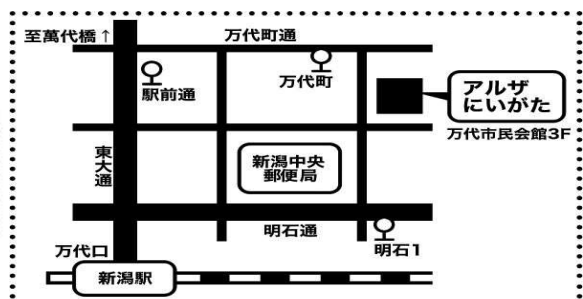 至萬代橋↑
万代町通
駅前通
万代町
アルザ
にいがた
万代市民会館3F
東大通
新潟中央
郵便局
明石通
明石1
万代口
新潟駅